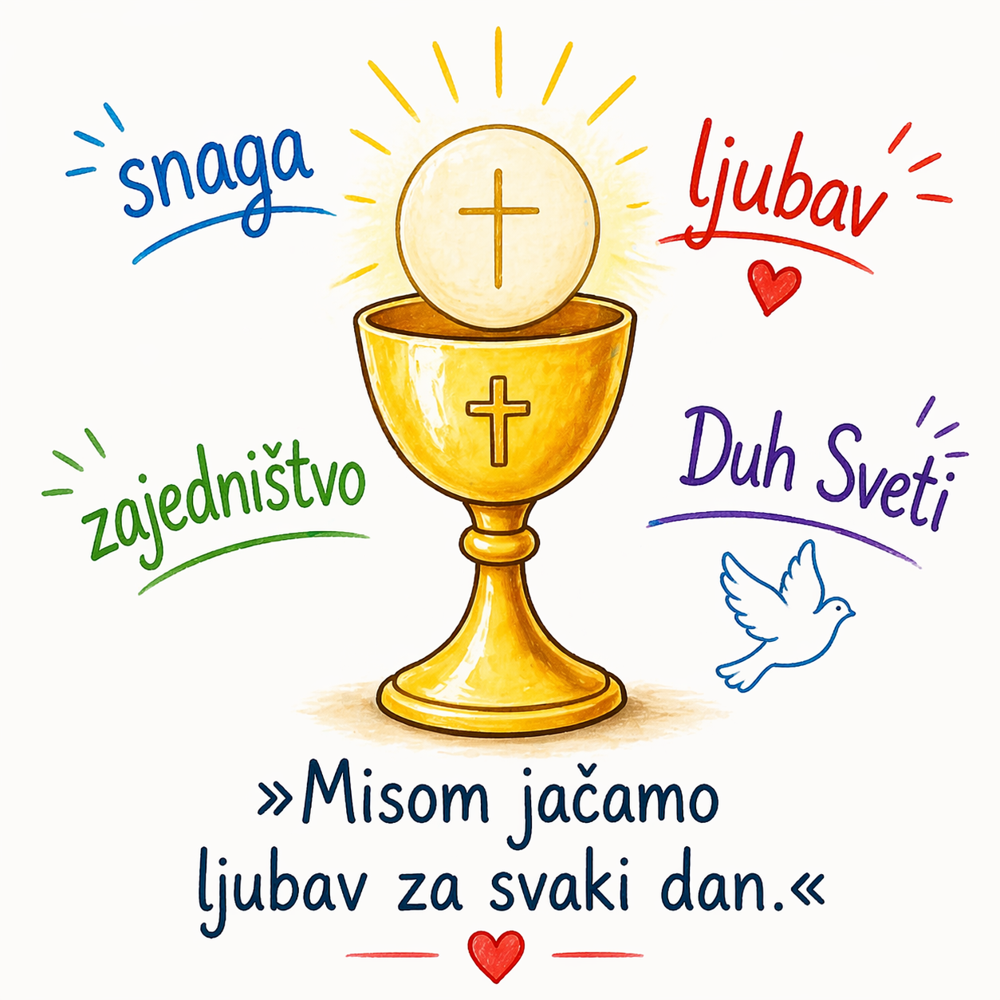 snaga
ljubav
zajedništvo
Duh Sveti
»Misom jačamo
ljubav za svaki dan.«